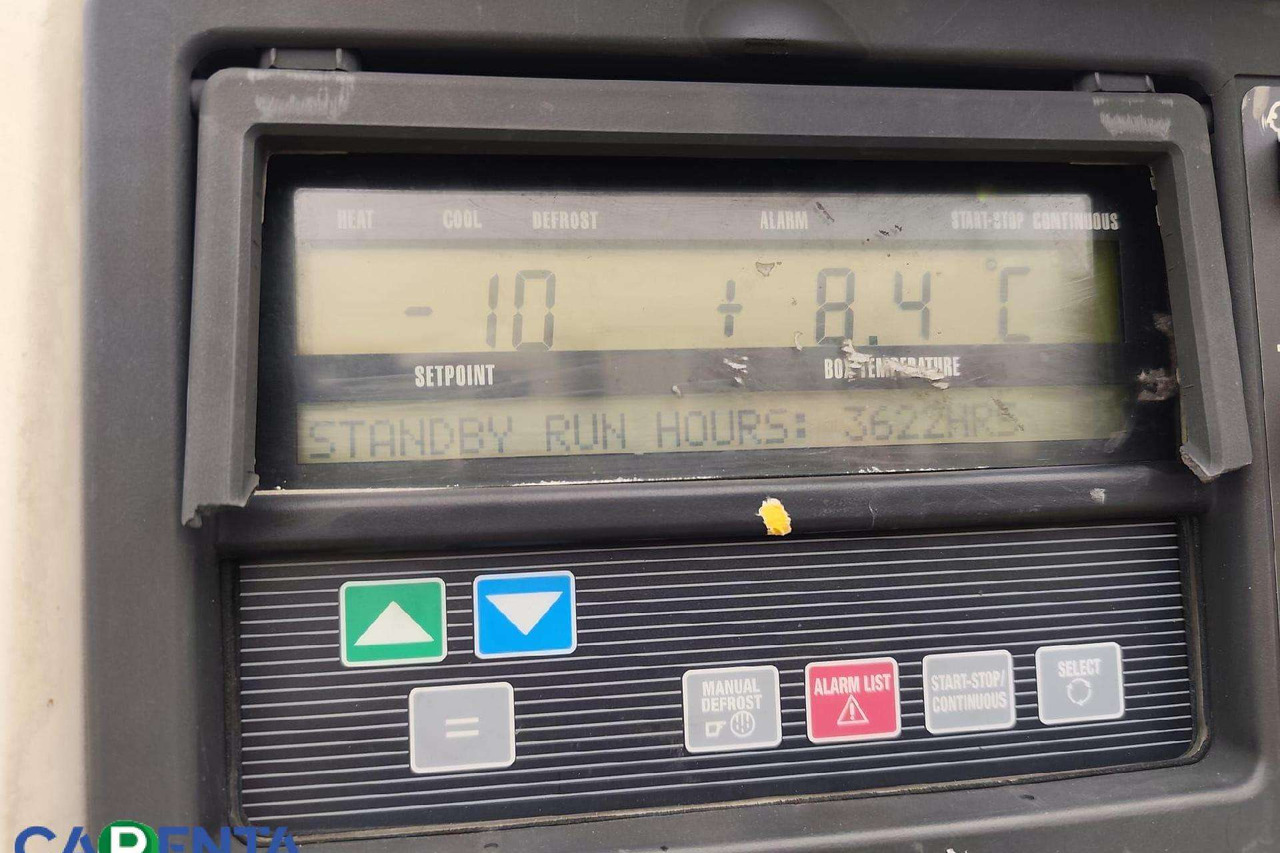 HEAT COOL DEFROST ALARM START-STOP CONTINUOUS
-10 +8.4 °C
SETPOINT BOX TEMPERATURE
STANDBY RUN HOURS: 3622HRS
MANUAL DEFROST
ALARM LIST
START-STOP/
CONTINUOUS
SELECT
=
CARENTA